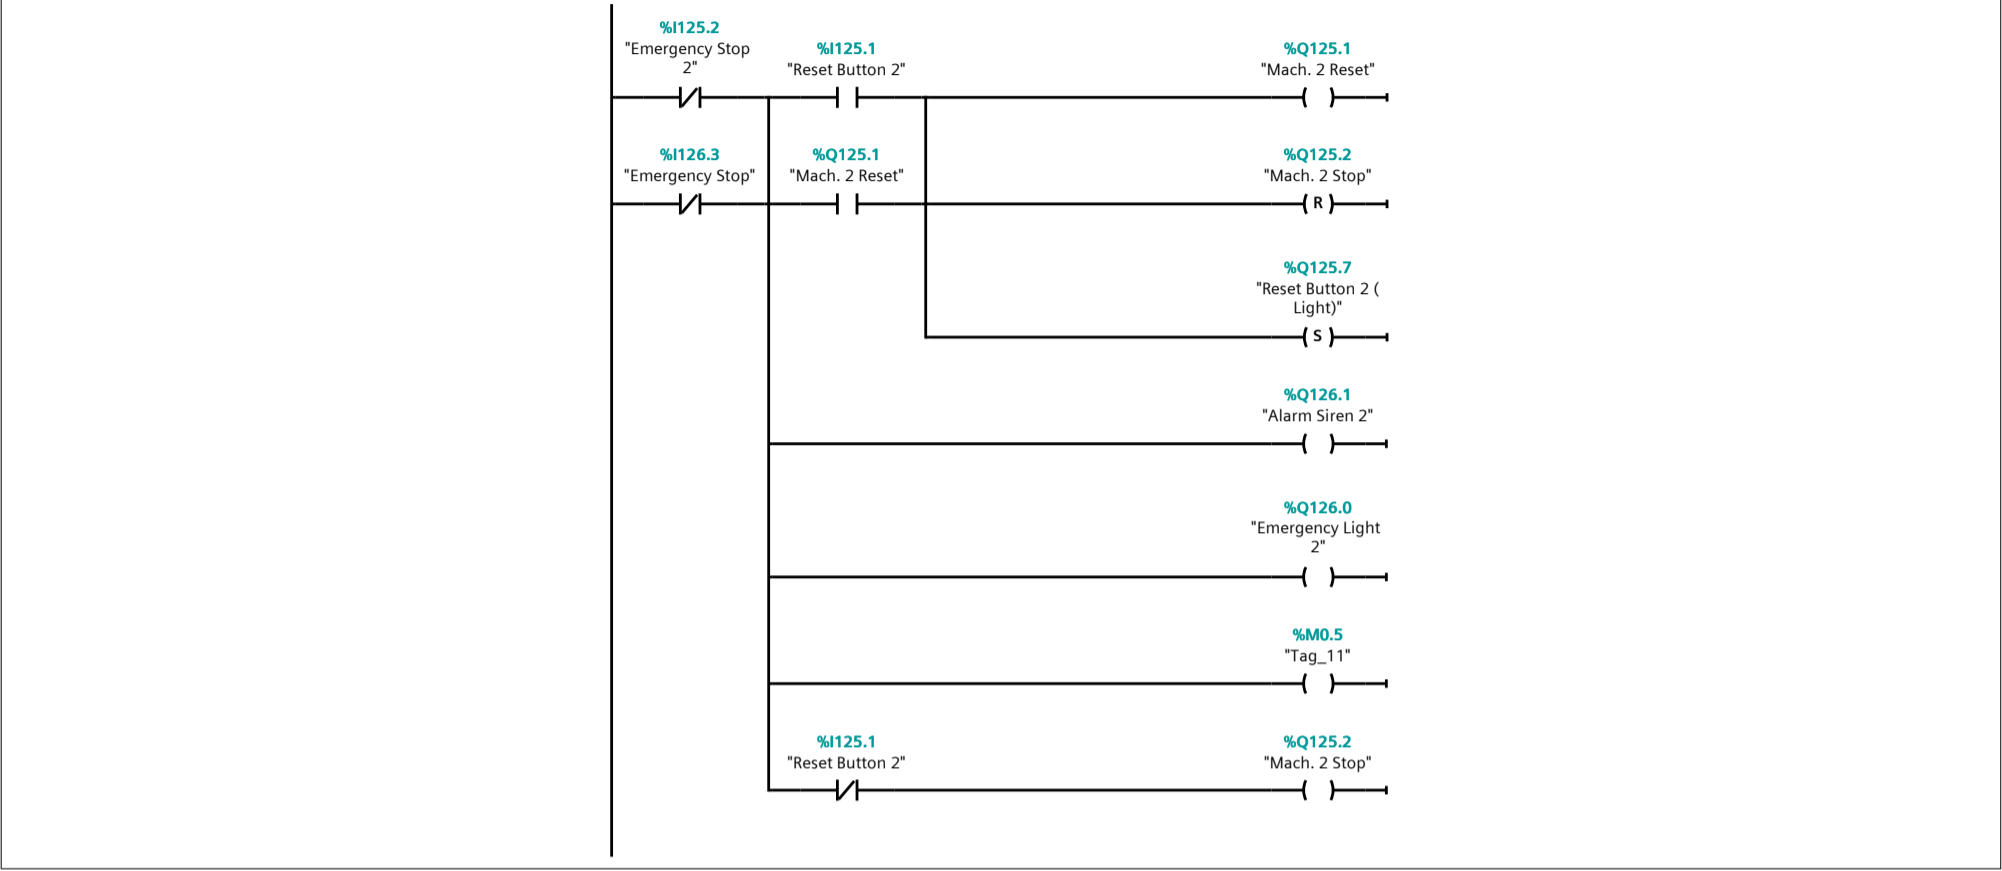 %I125.2
"Emergency Stop
2"
%I125.1
"Reset Button 2"
%Q125.1
"Mach. 2 Reset"
%I126.3
"Emergency Stop"
%Q125.1
"Mach. 2 Reset"
%Q125.2
"Mach. 2 Stop"
R
%Q125.7
"Reset Button 2 (
Light)"
S
%Q126.1
"Alarm Siren 2"
%Q126.0
"Emergency Light
2"
%M0.5
"Tag_11"
%I125.1
"Reset Button 2"
%Q125.2
"Mach. 2 Stop"